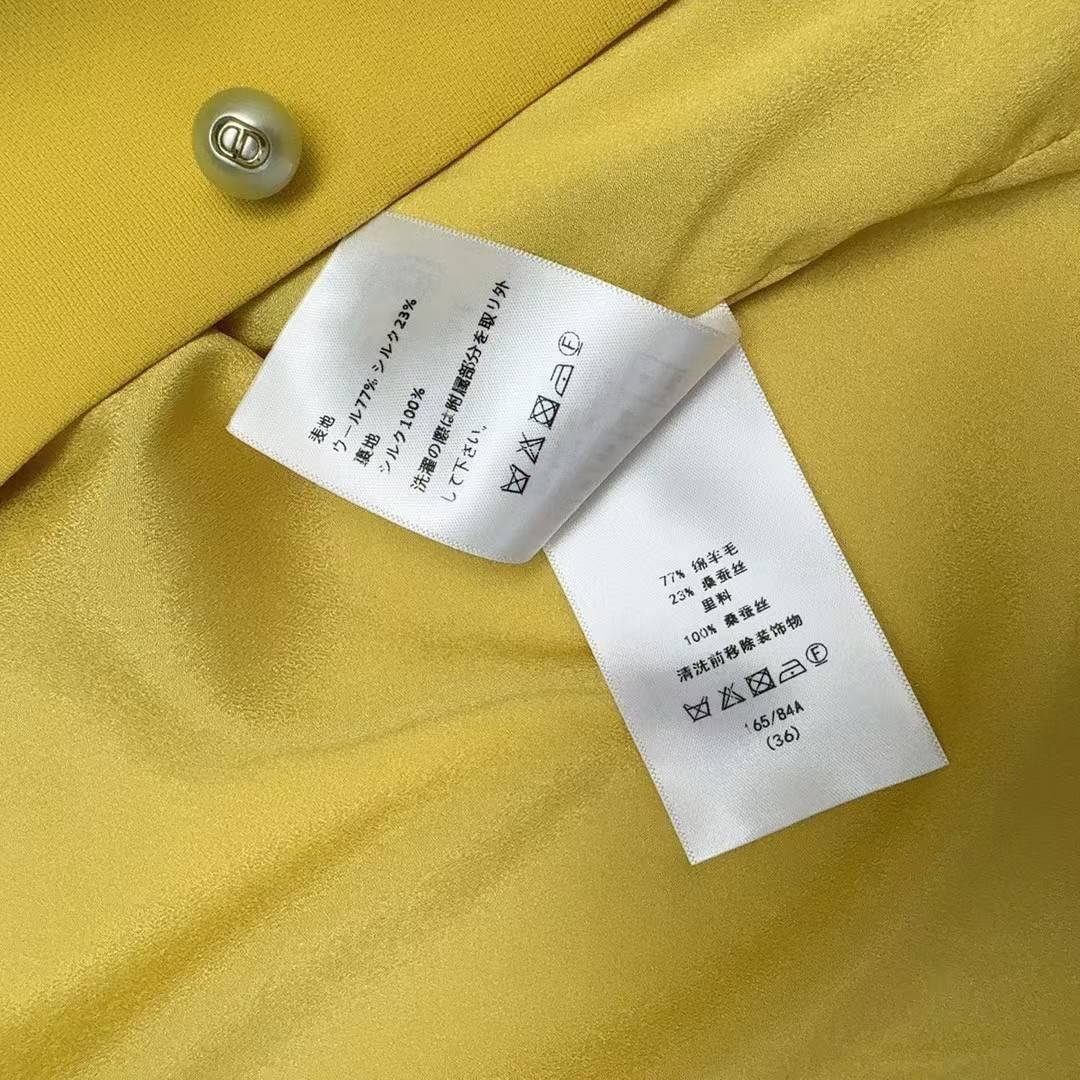 CD
表地
ウール77% シルク23%
裏地
シルク100%
洗濯の際は附属部分を取り外
して下さい。
F
77% 绵羊毛
23% 桑蚕丝
里料
100% 桑蚕丝
清洗前移除装饰物
F
165/84A
(36)